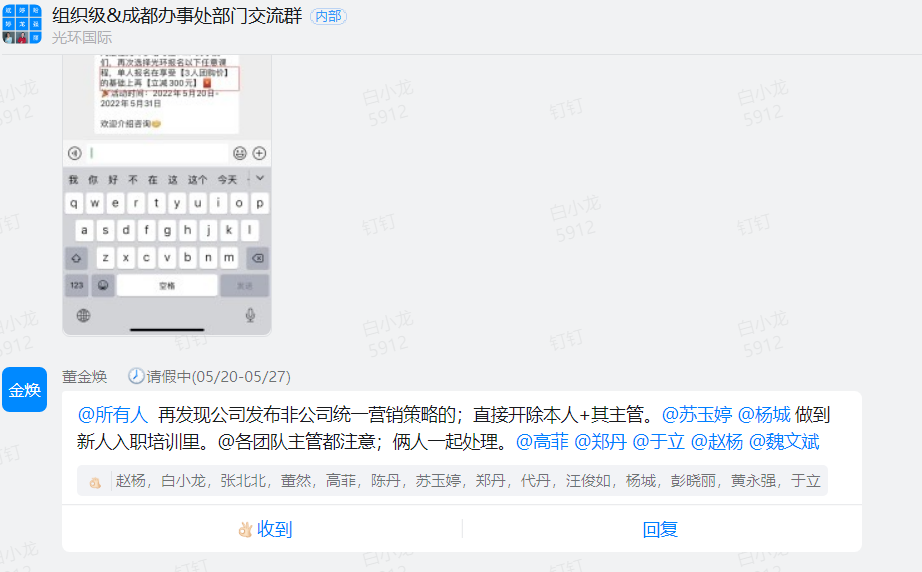 组织级&成都办事处部门交流群 内部
光环国际
们，再次选择光环报名以下任意课
程，单人报名在享受【3人团购价】
的基础上再【立减300元】
活动时间：2022年5月20日-
2022年5月31日
欢迎介绍咨询
我 你 好 不 在 这 这个 今天
q w e r t y u i o p
a s d f g h j k l
z x c v b n m
123 空格 发送
金焕
董金焕 请假中(05/20-05/27)
@所有人 再发现公司发布非公司统一营销策略的；直接开除本人+其主管。@苏玉婷 @杨城 做到
新人入职培训里。@各团队主管都注意；俩人一起处理。@高菲 @郑丹 @于立 @赵杨 @魏文斌
赵杨，白小龙，张北北，董然，高菲，陈丹，苏玉婷，郑丹，代丹，汪俊如，杨城，彭晓丽，黄永强，于立
收到 回复
白小龙
5912
钉钉